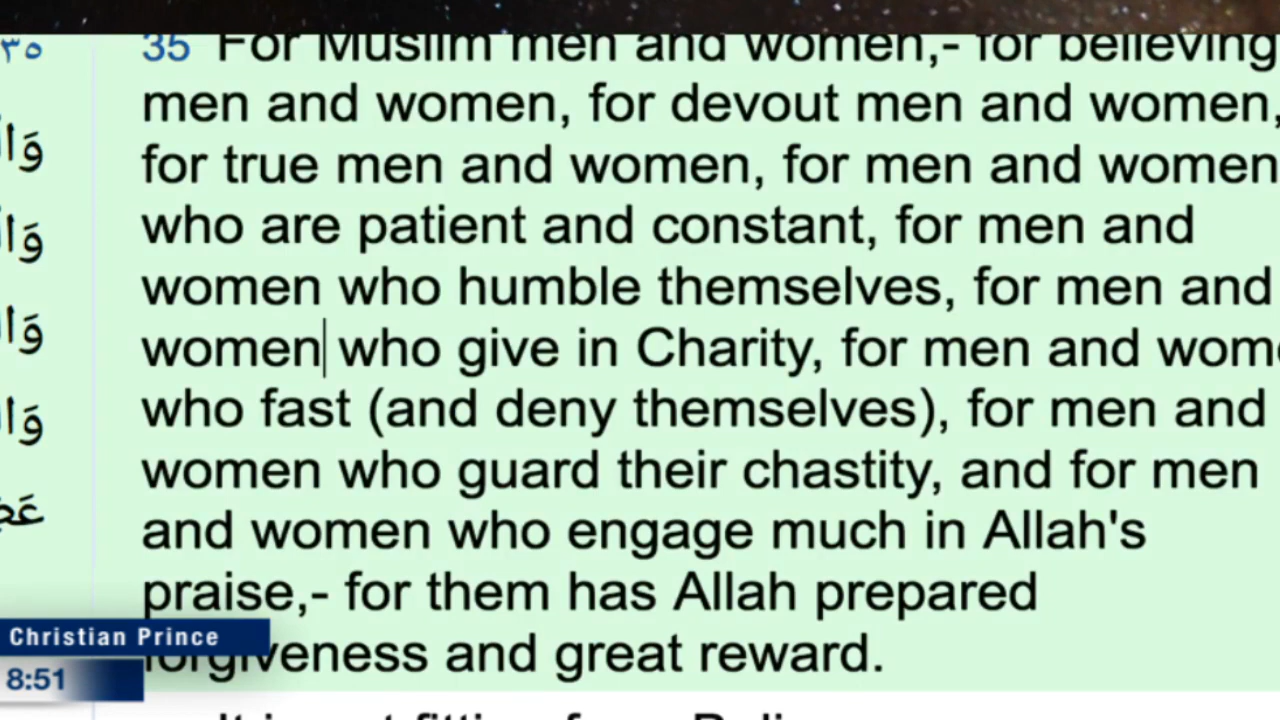 ٣٥
35 For Muslim men and women,- for believing
men and women, for devout men and women,
for true men and women, for men and women
who are patient and constant, for men and
women who humble themselves, for men and
women who give in Charity, for men and
who fast (and deny themselves), for men and
women who guard their chastity, and for men
and women who engage much in Allah's
praise,- for them has Allah prepared
forgiveness and great reward.
Christian Prince
8:51